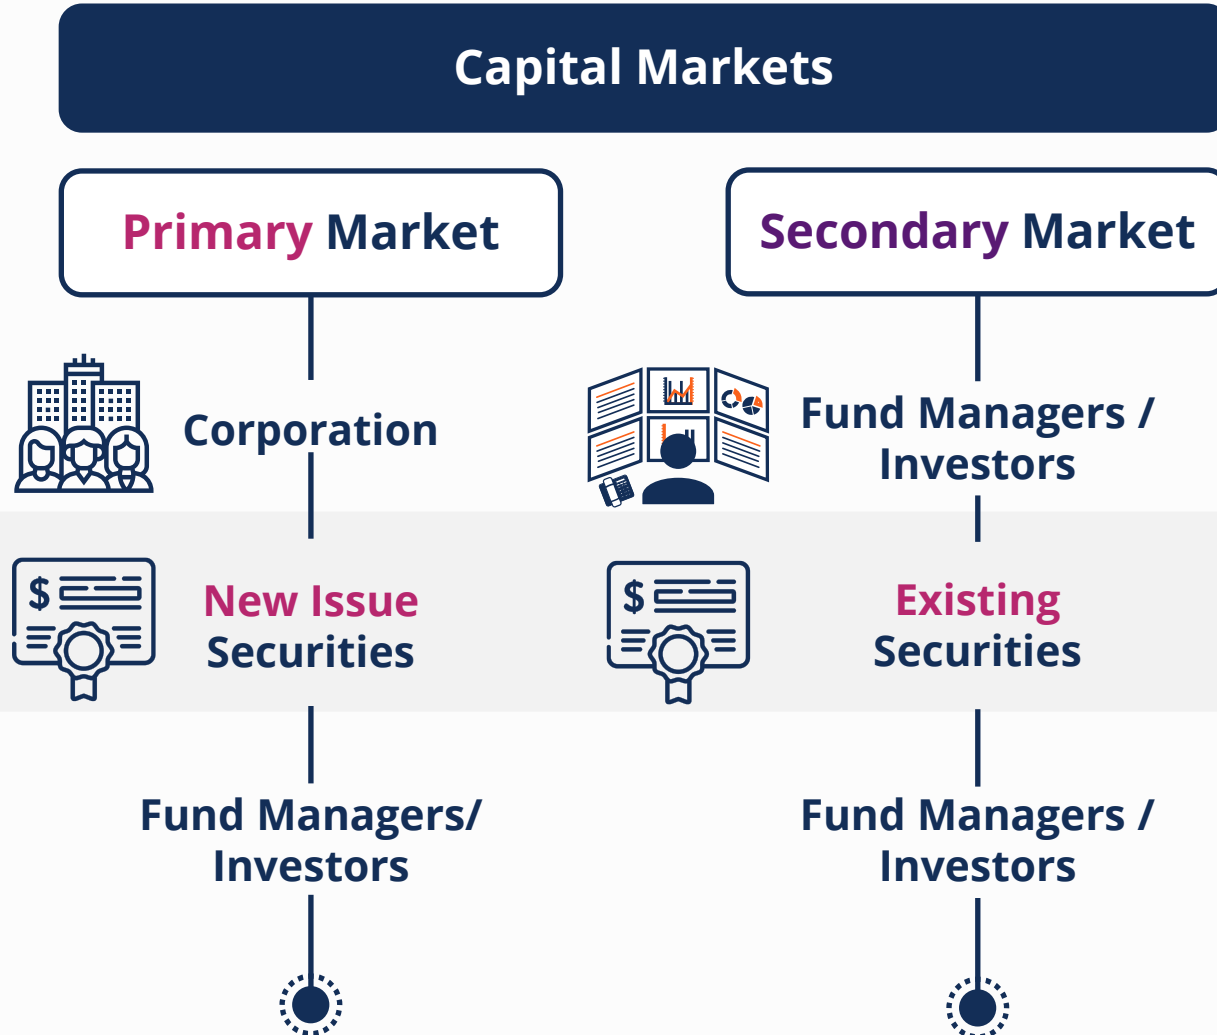 Capital Markets
Primary Market
Secondary Market
Corporation
Fund Managers /
Investors
$
New Issue
Securities
$
Existing
Securities
Fund Managers/
Investors
Fund Managers /
Investors